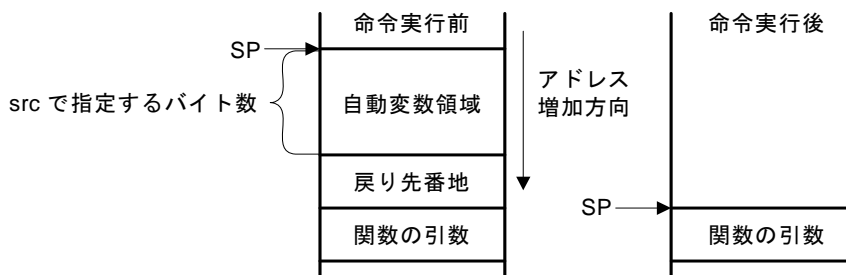 命令実行前
命令実行後
SP
アドレス
増加方向
src で指定するバイト数
自動変数領域
戻り先番地
SP
関数の引数
関数の引数